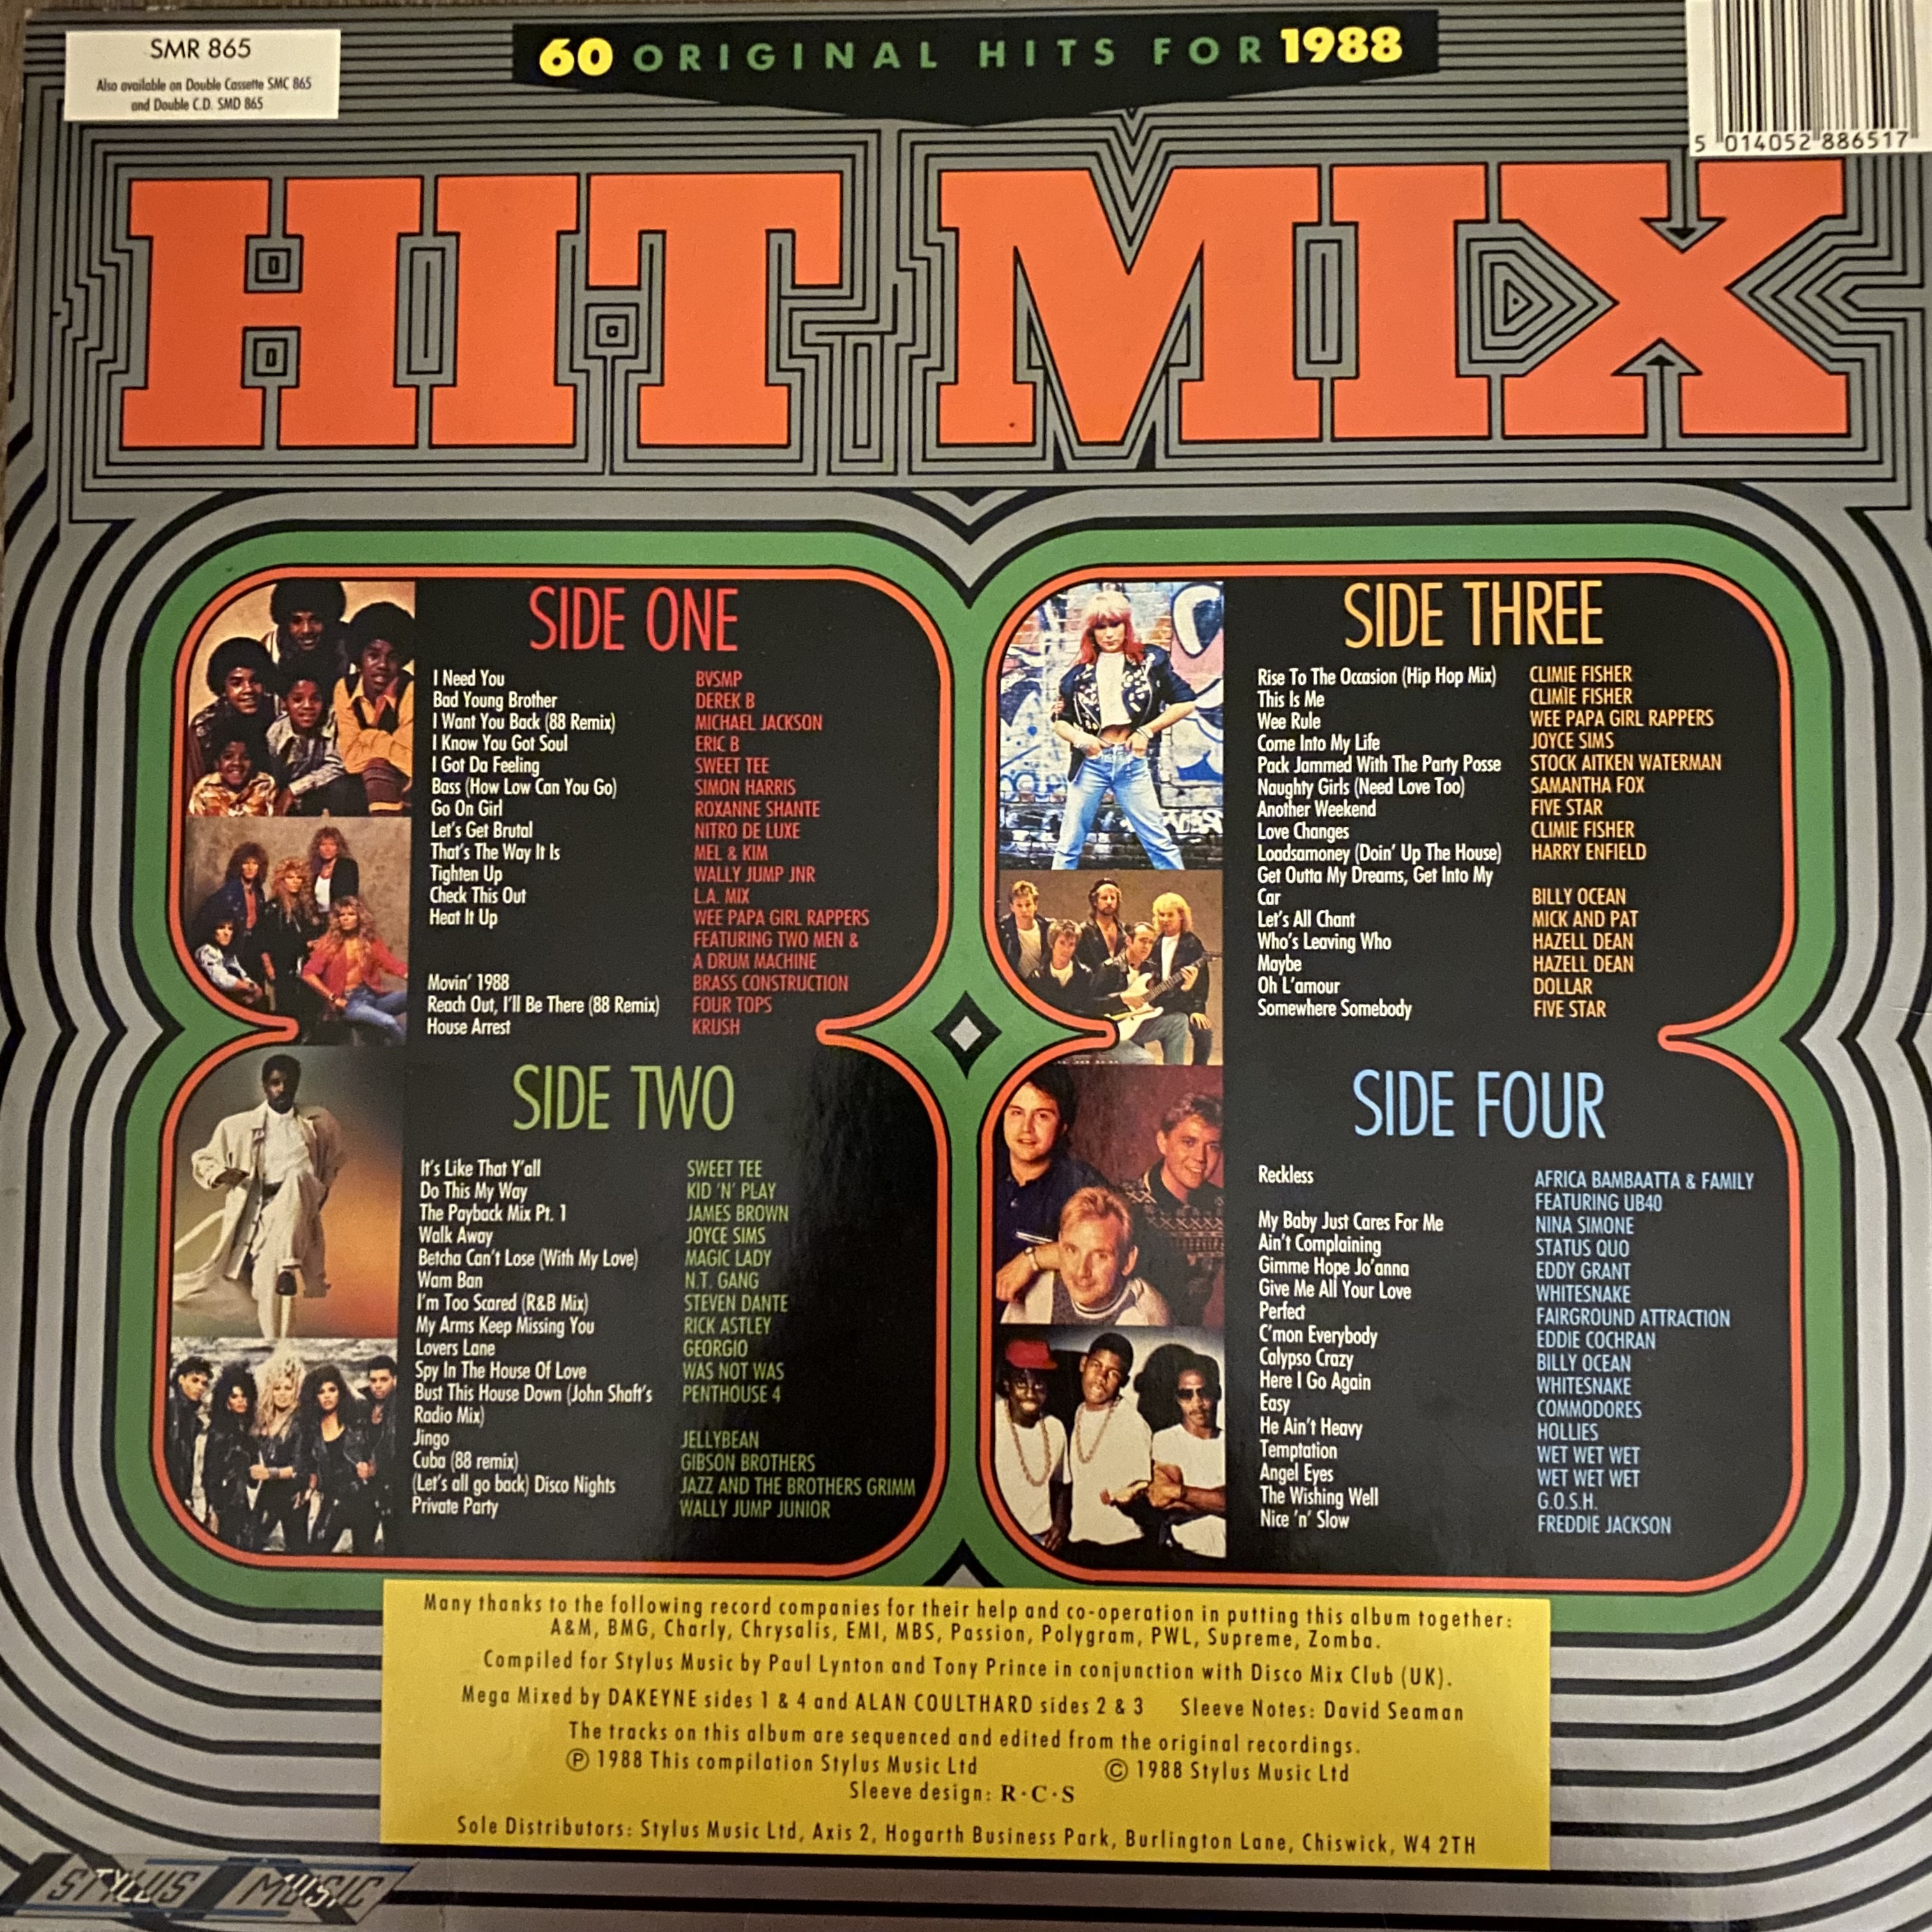 SMR 865
Also available on Double Cassette SMC 865
and Double C.D. SMD 865
60 ORIGINAL HITS FOR 1988
5 014052 886517
HIT MIX
SIDE ONE
I Need You BVSMP
Bad Young Brother DEREK B
I Want You Back (88 Remix) MICHAEL JACKSON
I Know You Got Soul ERIC B
I Got Da Feeling SWEET TEE
Bass (How Low Can You Go) SIMON HARRIS
Go On Girl ROXANNE SHANTE
Let's Get Brutal NITRO DE LUXE
That's The Way It Is MEL & KIM
Tighten Up WALLY JUMP JNR
Check This Out L.A. MIX
Heat It Up WEE PAPA GIRL RAPPERS
FEATURING TWO MEN &
A DRUM MACHINE
Movin' 1988 BRASS CONSTRUCTION
Reach Out, I'll Be There (88 Remix) FOUR TOPS
House Arrest KRUSH
SIDE TWO
It's Like That Y'all SWEET TEE
Do This My Way KID 'N' PLAY
The Payback Mix Pt. 1 JAMES BROWN
Walk Away JOYCE SIMS
Betcha Can't Lose (With My Love) MAGIC LADY
Wam Ban N.T. GANG
I'm Too Scared (R&B Mix) STEVEN DANTE
My Arms Keep Missing You RICK ASTLEY
Lovers Lane GEORGIO
Spy In The House Of Love WAS NOT WAS
Bust This House Down (John Shaft's PENTHOUSE 4
Radio Mix)
Jingo JELLYBEAN
Cuba (88 remix) GIBSON BROTHERS
(Let's all go back) Disco Nights JAZZ AND THE BROTHERS GRIMM
Private Party WALLY JUMP JUNIOR
SIDE THREE
Rise To The Occasion (Hip Hop Mix) CLIMIE FISHER
This Is Me CLIMIE FISHER
Wee Rule WEE PAPA GIRL RAPPERS
Come Into My Life JOYCE SIMS
Pack Jammed With The Party Posse STOCK AITKEN WATERMAN
Naughty Girls (Need Love Too) SAMANTHA FOX
Another Weekend FIVE STAR
Love Changes CLIMIE FISHER
Loadsamoney (Doin' Up The House) HARRY ENFIELD
Get Outta My Dreams, Get Into My
Car BILLY OCEAN
Let's All Chant MICK AND PAT
Who's Leaving Who HAZELL DEAN
Maybe HAZELL DEAN
Oh L'amour DOLLAR
Somewhere Somebody FIVE STAR
SIDE FOUR
Reckless AFRICA BAMBAATTA & FAMILY
FEATURING UB40
My Baby Just Cares For Me NINA SIMONE
Ain't Complaining STATUS QUO
Gimme Hope Jo'anna EDDY GRANT
Give Me All Your Love WHITESNAKE
Perfect FAIRGROUND ATTRACTION
C'mon Everybody EDDIE COCHRAN
Calypso Crazy BILLY OCEAN
Here I Go Again WHITESNAKE
Easy COMMODORES
He Ain't Heavy HOLLIES
Temptation WET WET WET
Angel Eyes WET WET WET
The Wishing Well G.O.S.H.
Nice 'n' Slow FREDDIE JACKSON
Many thanks to the following record companies for their help and co-operation in putting this album together:
A&M, BMG, Charly, Chrysalis, EMI, MBS, Passion, Polygram, PWL, Supreme, Zomba.
Compiled for Stylus Music by Paul Lynton and Tony Prince in conjunction with Disco Mix Club (UK).
Mega Mixed by DAKEYNE sides 1 & 4 and ALAN COULTHARD sides 2 & 3 Sleeve Notes: David Seaman
The tracks on this album are sequenced and edited from the original recordings.
Ⓟ 1988 This compilation Stylus Music Ltd © 1988 Stylus Music Ltd
Sleeve design: R·C·S
Sole Distributors: Stylus Music Ltd, Axis 2, Hogarth Business Park, Burlington Lane, Chiswick, W4 2TH
STYLUS MUSIC